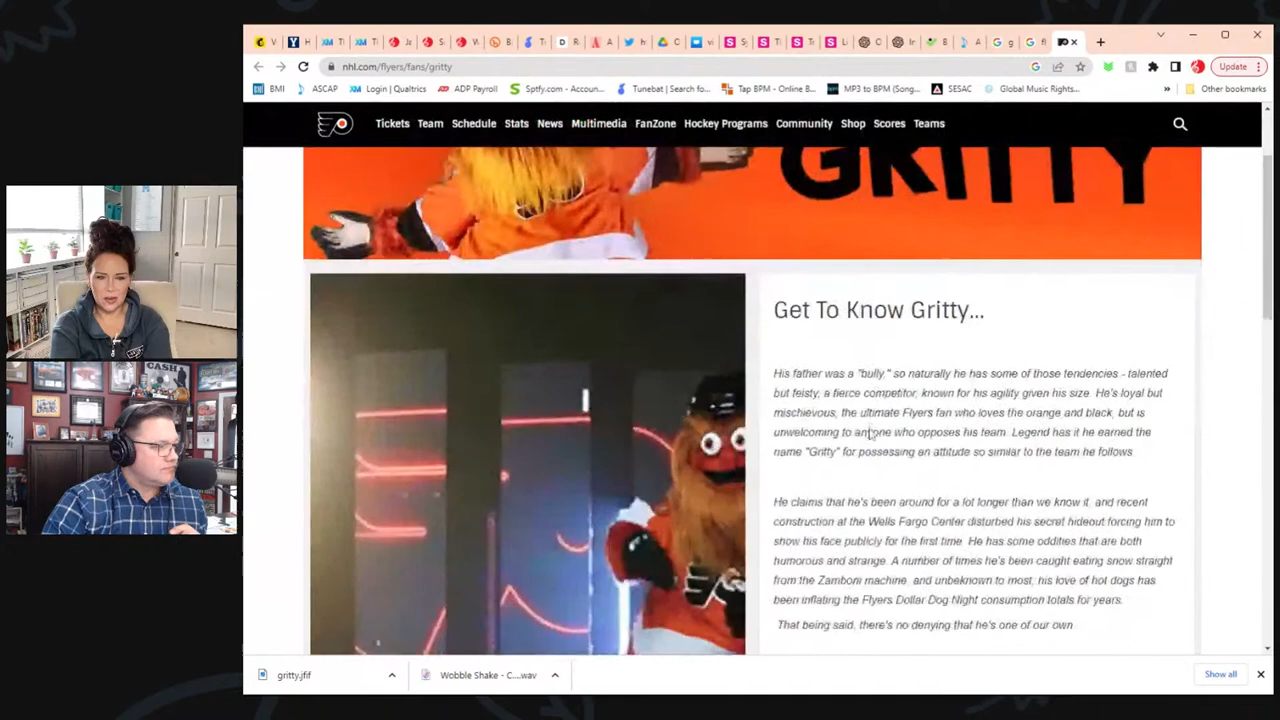 nhl.com/flyers/fans/gritty
Update
BMI
ASCAP
Login | Qualtrics
ADP Payroll
Sptfy.com - Accoun...
Tunebat | Search fo...
Tap BPM - Online B...
MP3 to BPM (Song...
SESAC
Global Music Rights...
»
Other bookmarks
Tickets Team Schedule Stats News Multimedia FanZone Hockey Programs Community Shop Scores Teams
GRITTY
CASH
Get To Know Gritty...
His father was a "bully," so naturally he has some of those tendencies - talented
but feisty, a fierce competitor, known for his agility given his size. He's loyal but
mischievous, the ultimate Flyers fan who loves the orange and black, but is
unwelcoming to anyone who opposes his team. Legend has it he earned the
name "Gritty" for possessing an attitude so similar to the team he follows.
He claims that he's been around for a lot longer than we know it, and recent
construction at the Wells Fargo Center disturbed his secret hideout forcing him to
show his face publicly for the first time. He has some oddities that are both
humorous and strange. A number of times he's been caught eating snow straight
from the Zamboni machine, and unbeknown to most, his love of hot dogs has
been inflating the Flyers Dollar Dog Night consumption totals for years.
That being said, there's no denying that he's one of our own
gritty.jfif
Wobble Shake - C....wav
Show all